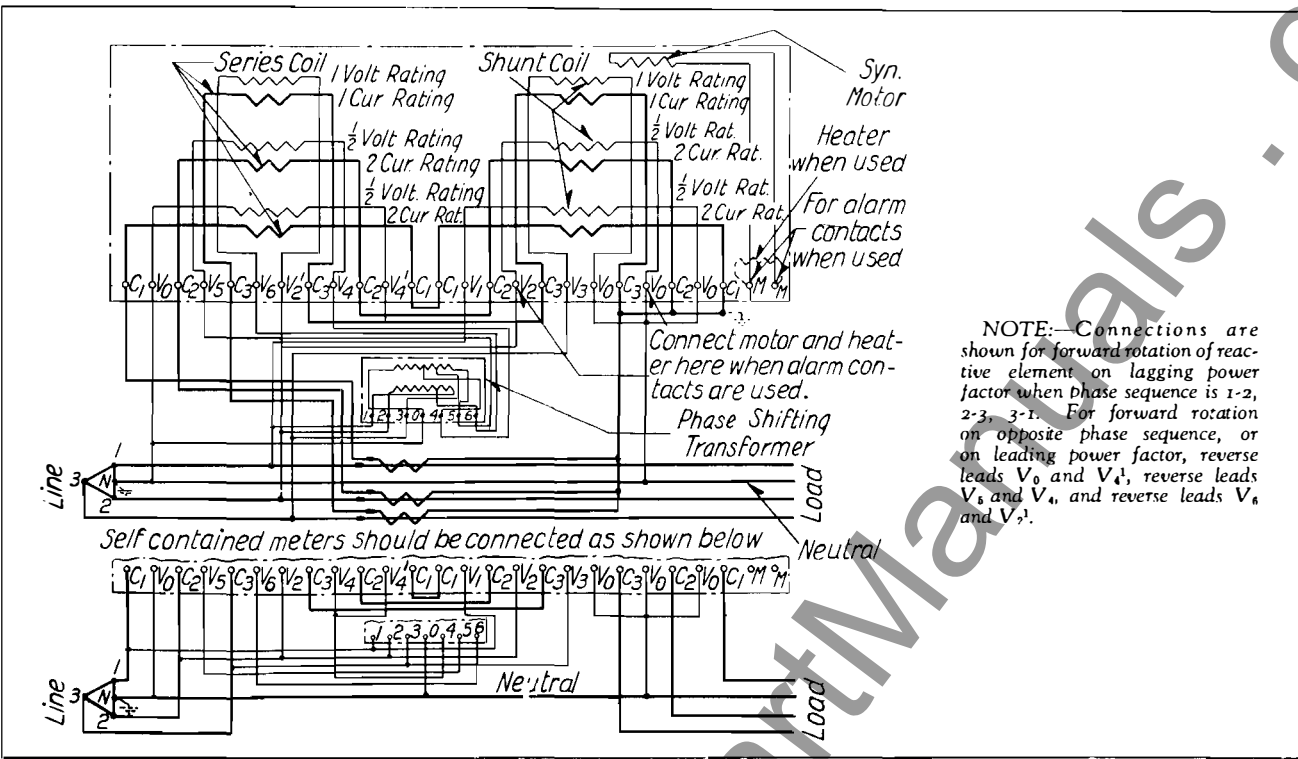 Series Coil
1 Volt Rating
1 Cur Rating
½ Volt Rating
2 Cur Rating
½ Volt. Rating
2 Cur Rat.
Shunt Coil
1 Volt Rating
1 Cur Rating
½ Volt Rat.
2 Cur Rat.
½ Volt Rat.
2 Cur Rat.
Syn.
Motor
Heater
when used
For alarm
contacts
when used
C₁ V₀ C₂ V₅ C₃ V₆ V₂' C₃ V₄ C₂ V₄' C₁ C₁ V₁ C₂ V₂ C₃ V₃ V₀ C₃ V₀ C₂ V₀ C₁ M M
Connect motor and heat-
er here when alarm con-
tacts are used.
1 2 3 0 4 5 6
Phase Shifting
Transformer
Line
3 1 N 2
Load
Neutral
Self contained meters should be connected as shown below
C₁ V₀ C₂ V₅ C₃ V₆ V₂ C₃ V₄ C₂ V₄' C₁ C₁ V₁ C₂ V₂ C₃ V₃ V₀ C₃ V₀ C₂ V₀ C₁ M M
1 2 3 0 4 5 6
Line
3 1 N 2
Neutral
Load
NOTE:—Connections are
shown for forward rotation of reac-
tive element on lagging power
factor when phase sequence is 1-2,
2-3, 3-1. For forward rotation
on opposite phase sequence, or
on leading power factor, reverse
leads V₀ and V₄¹, reverse leads
V₅ and V₄, and reverse leads V₆
and V₂¹.
rtManuals . c